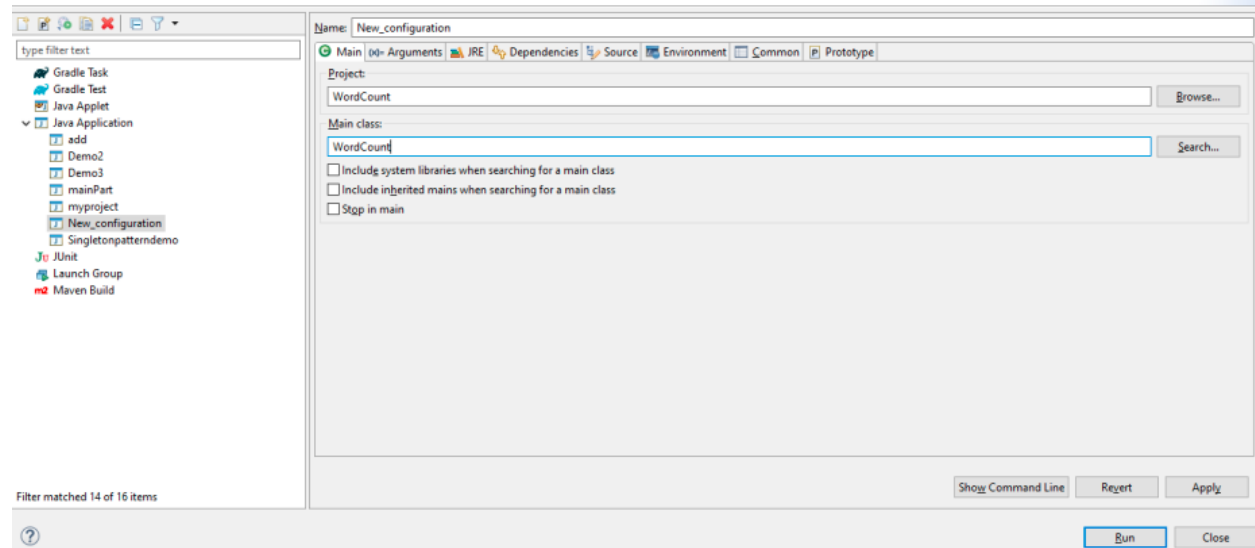 type filter text
Gradle Task
Gradle Test
Java Applet
Java Application
add
Demo2
Demo3
mainPart
myproject
New_configuration
Singletonpatterndemo
Ju JUnit
Launch Group
m2 Maven Build
Filter matched 14 of 16 items
Name: New_configuration
Main (x)= Arguments JRE Dependencies Source Environment Common P Prototype
Project:
WordCount Browse...
Main class:
WordCount Search...
Include system libraries when searching for a main class
Include inherited mains when searching for a main class
Stop in main
Show Command Line Revert Apply
? Run Close